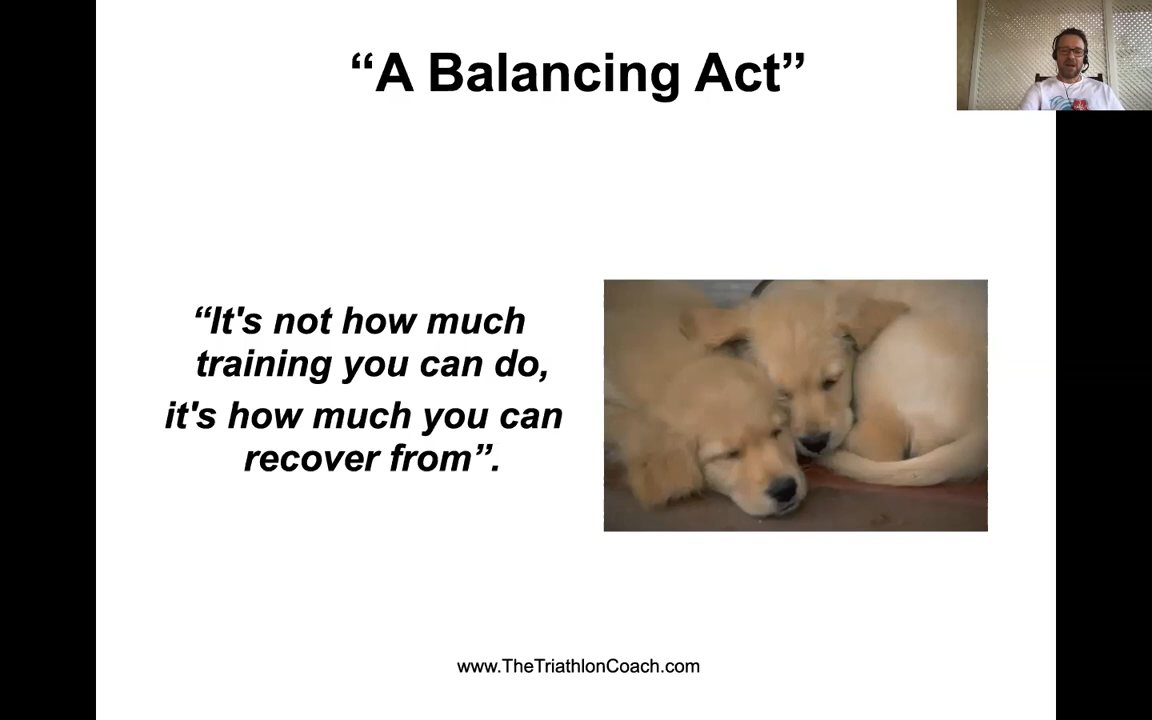 “A Balancing Act”
“It's not how much
training you can do,
it's how much you can
recover from”.
www.TheTriathlonCoach.com